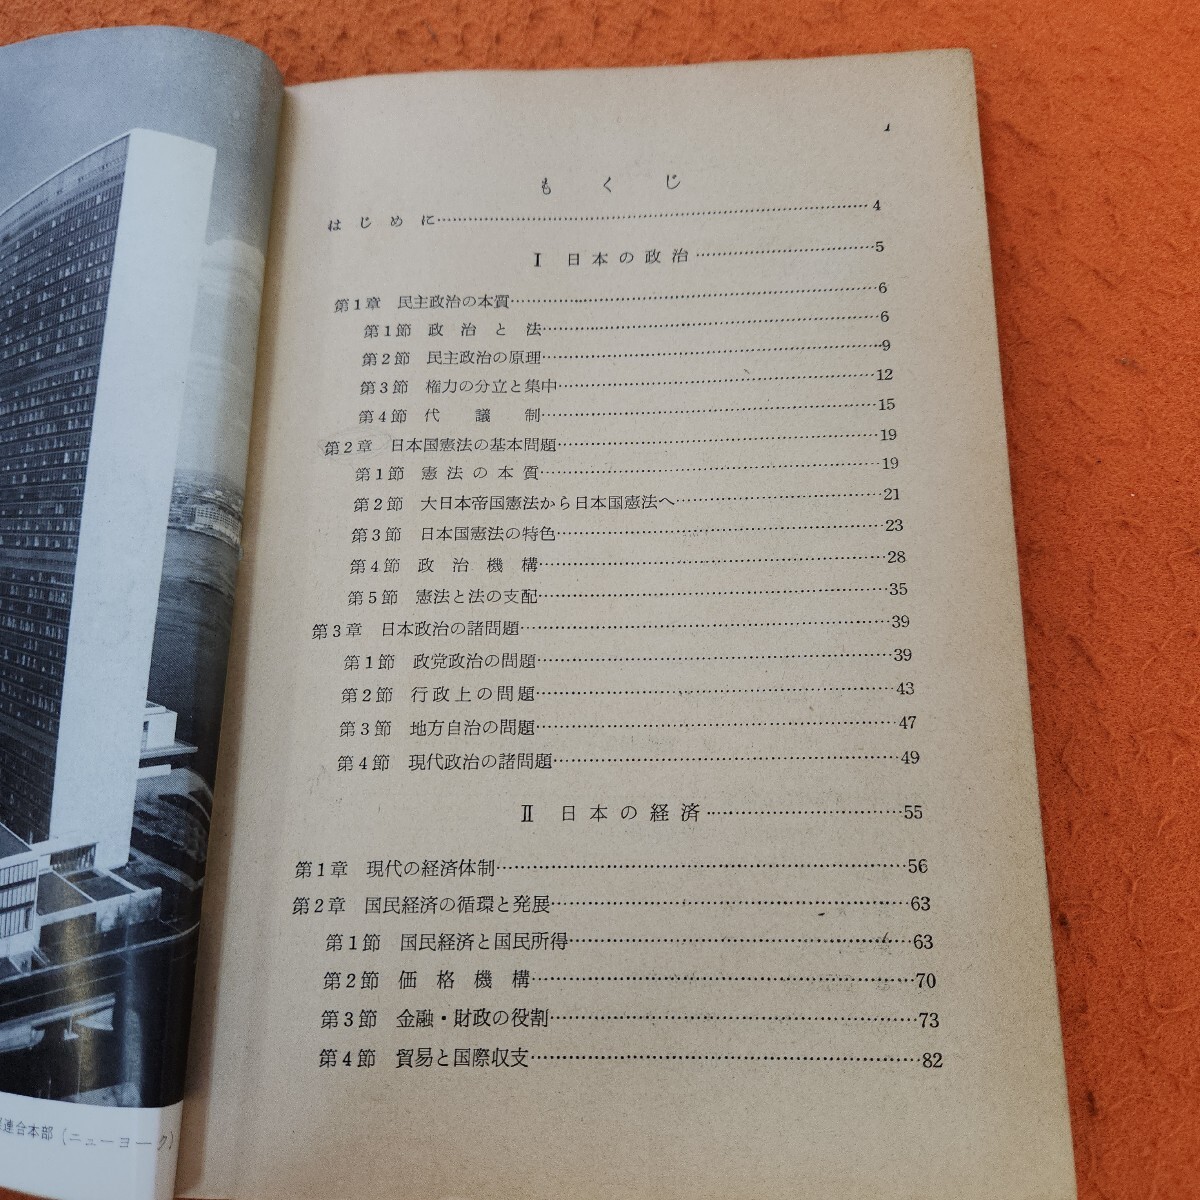 1
もくじ
はじめに……4
Ⅰ 日本の政治……5
第1章 民主政治の本質……6
第1節 政治と法……6
第2節 民主政治の原理……9
第3節 権力の分立と集中……12
第4節 代議制……15
第2章 日本国憲法の基本問題……19
第1節 憲法の本質……19
第2節 大日本帝国憲法から日本国憲法へ……21
第3節 日本国憲法の特色……23
第4節 政治機構……28
第5節 憲法と法の支配……35
第3章 日本政治の諸問題……39
第1節 政党政治の問題……39
第2節 行政上の問題……43
第3節 地方自治の問題……47
第4節 現代政治の諸問題……49
Ⅱ 日本の経済……55
第1章 現代の経済体制……56
第2章 国民経済の循環と発展……63
第1節 国民経済と国民所得……63
第2節 価格機構……70
第3節 金融・財政の役割……73
第4節 貿易と国際収支……82
連合本部(ニューヨーク)